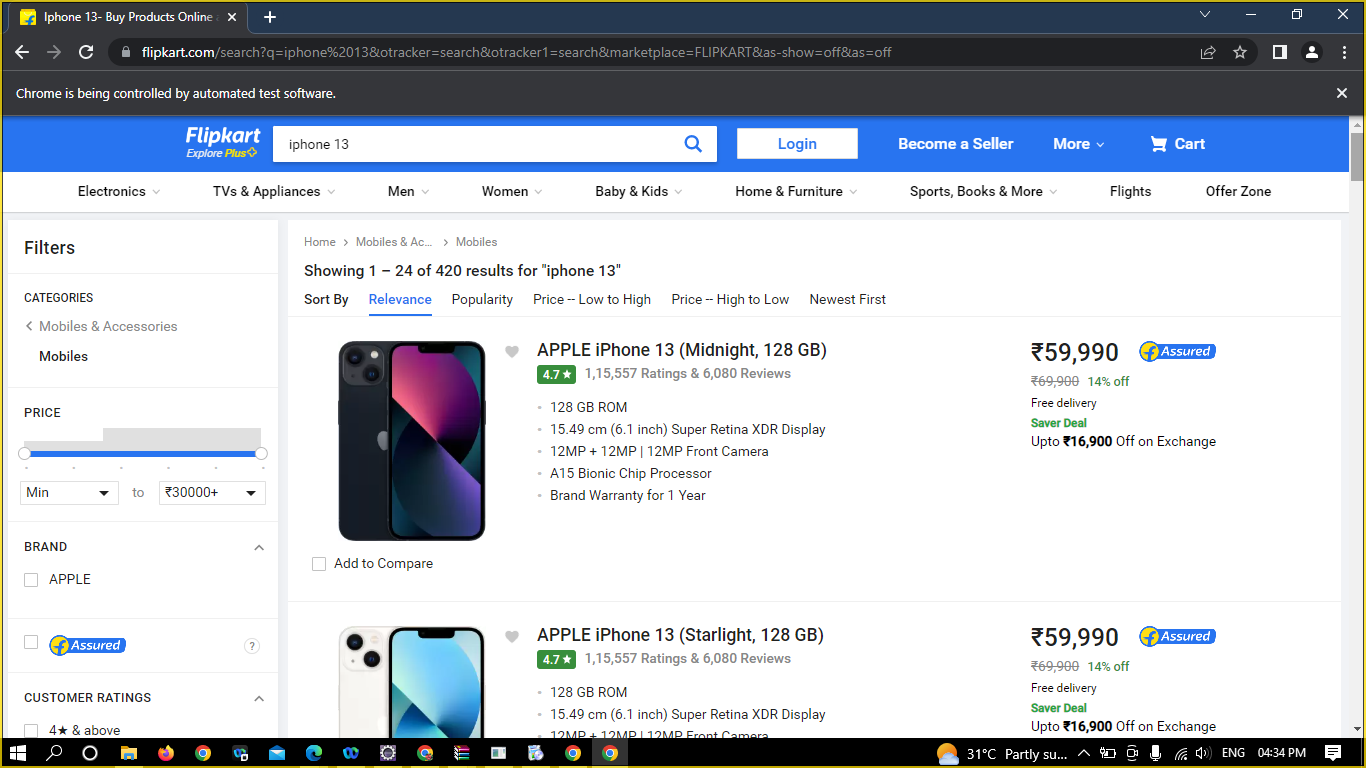 Iphone 13- Buy Products Online
flipkart.com/search?q=iphone%2013&otracker=search&otracker1=search&marketplace=FLIPKART&as-show=off&as=off
Chrome is being controlled by automated test software.
Flipkart
Explore Plus
iphone 13
Login
Become a Seller
More
Cart
Electronics
TVs & Appliances
Men
Women
Baby & Kids
Home & Furniture
Sports, Books & More
Flights
Offer Zone
Filters
CATEGORIES
Mobiles & Accessories
Mobiles
PRICE
Min to ₹30000+
BRAND
APPLE
Assured
?
CUSTOMER RATINGS
4★ & above
Home > Mobiles & Ac... > Mobiles
Showing 1 – 24 of 420 results for "iphone 13"
Sort By Relevance Popularity Price -- Low to High Price -- High to Low Newest First
APPLE iPhone 13 (Midnight, 128 GB)
4.7★ 1,15,557 Ratings & 6,080 Reviews
128 GB ROM
15.49 cm (6.1 inch) Super Retina XDR Display
12MP + 12MP | 12MP Front Camera
A15 Bionic Chip Processor
Brand Warranty for 1 Year
₹59,990 Assured
₹69,900 14% off
Free delivery
Saver Deal
Upto ₹16,900 Off on Exchange
Add to Compare
APPLE iPhone 13 (Starlight, 128 GB)
4.7★ 1,15,557 Ratings & 6,080 Reviews
128 GB ROM
15.49 cm (6.1 inch) Super Retina XDR Display
12MP + 12MP | 12MP Front Camera
₹59,990 Assured
₹69,900 14% off
Free delivery
Saver Deal
Upto ₹16,900 Off on Exchange
31°C Partly su... ENG 04:34 PM